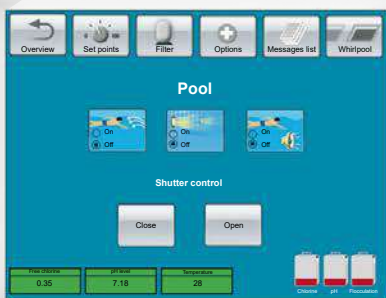 Overview Set points Filter Options Messages list Whirlpool
Pool
On On On
Off Off Off
Shutter control
Close Open
Free chlorine pH level Temperature
0.35 7.18 28
Chlorine pH Flocculation